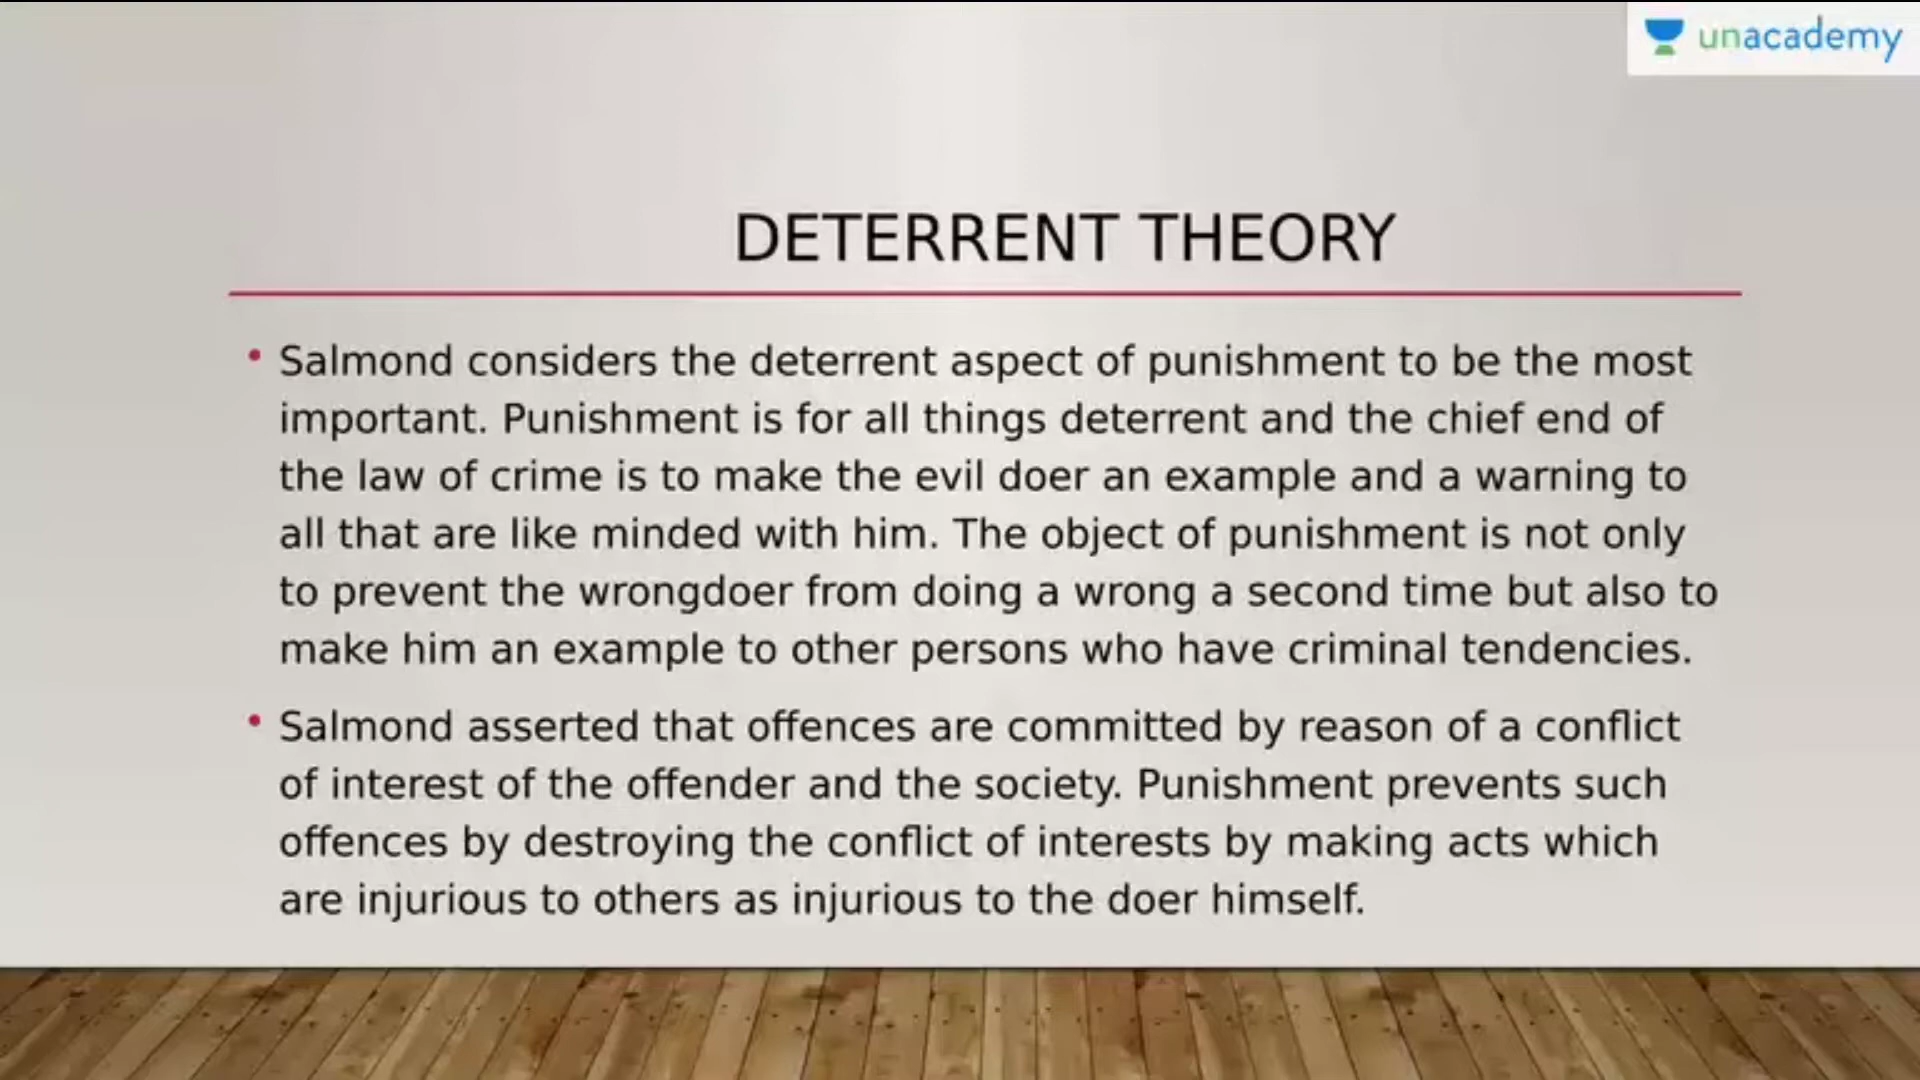 unacademy
DETERRENT THEORY
• Salmond considers the deterrent aspect of punishment to be the most
important. Punishment is for all things deterrent and the chief end of
the law of crime is to make the evil doer an example and a warning to
all that are like minded with him. The object of punishment is not only
to prevent the wrongdoer from doing a wrong a second time but also to
make him an example to other persons who have criminal tendencies.
• Salmond asserted that offences are committed by reason of a conflict
of interest of the offender and the society. Punishment prevents such
offences by destroying the conflict of interests by making acts which
are injurious to others as injurious to the doer himself.